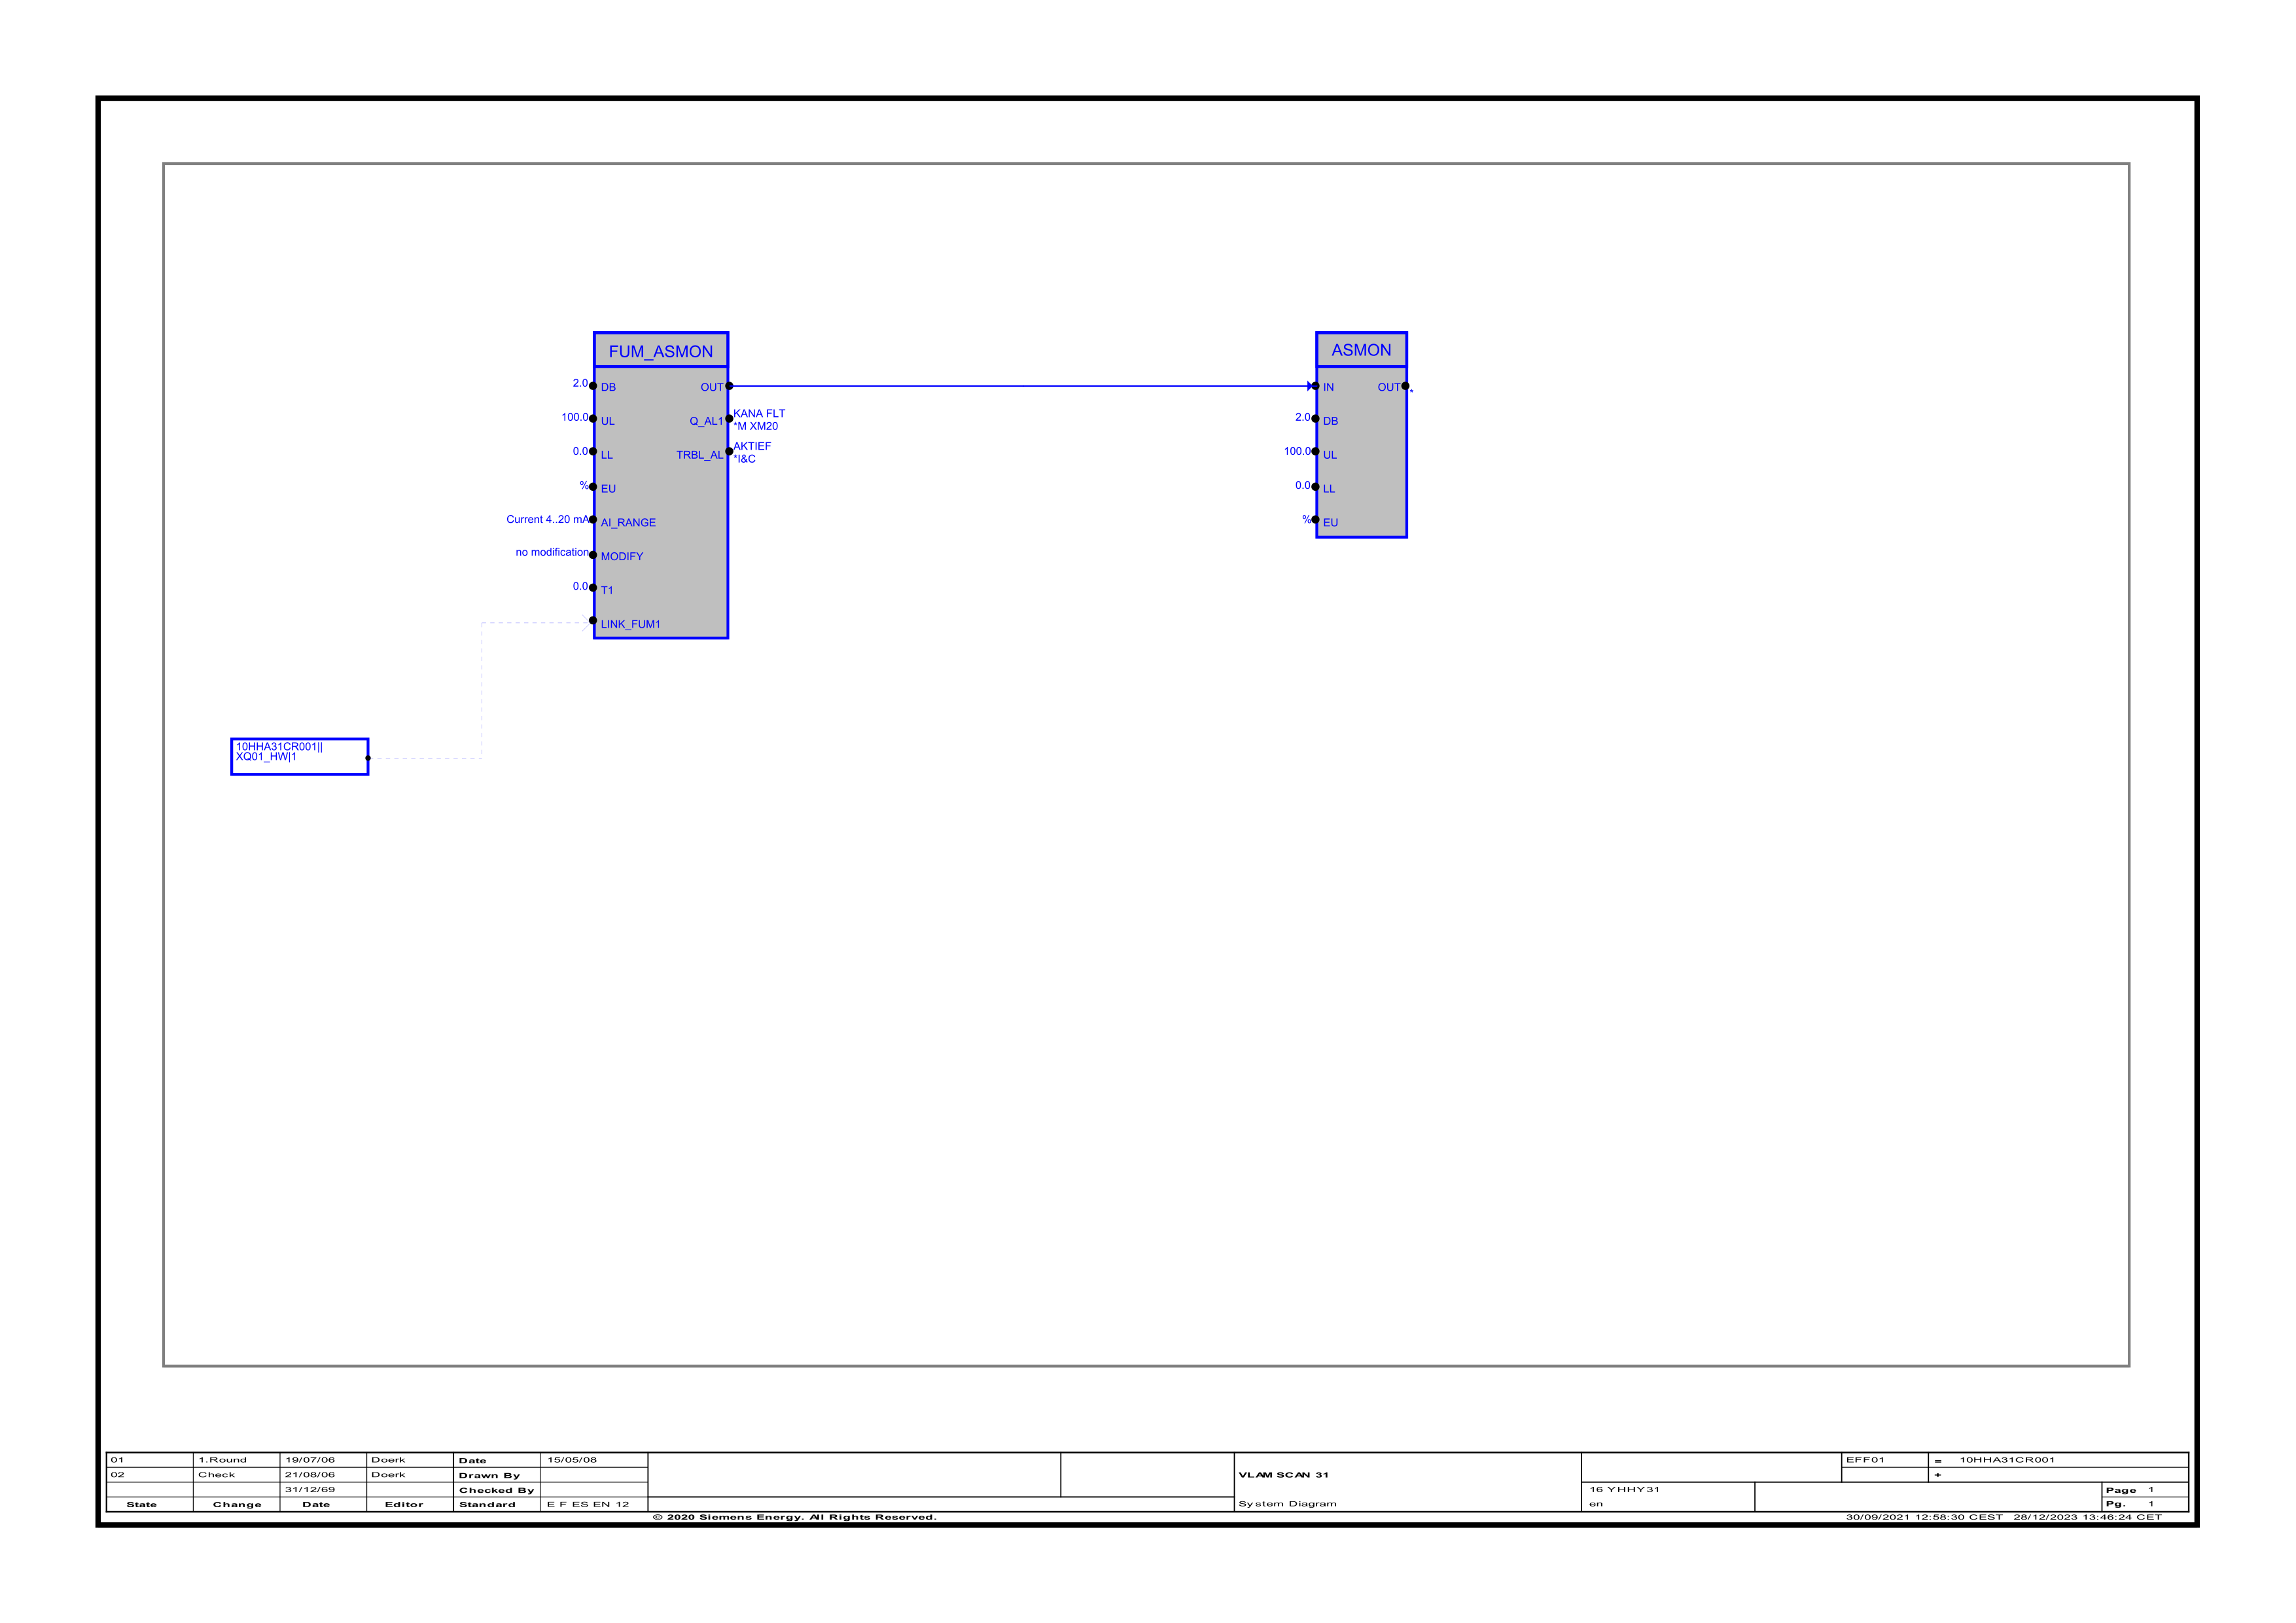 FUM_ASMON
2.0 DB OUT
100.0 UL Q_AL1 KANA FLT
*M XM20
0.0 LL TRBL_AL AKTIEF
*I&C
% EU
Current 4..20 mA AI_RANGE
no modification MODIFY
0.0 T1
LINK_FUM1
ASMON
IN OUT *
2.0 DB
100.0 UL
0.0 LL
% EU
10HHA31CR001||
XQ01_HW|1
01 1.Round 19/07/06 Doerk Date 15/05/08
02 Check 21/08/06 Doerk Drawn By
31/12/69 Checked By
State Change Date Editor Standard E F ES EN 12
VLAM SCAN 31
System Diagram
16 YHHY31
en
EFF01 = 10HHA31CR001
+
Page 1
Pg. 1
© 2020 Siemens Energy. All Rights Reserved.
30/09/2021 12:58:30 CEST 28/12/2023 13:46:24 CET